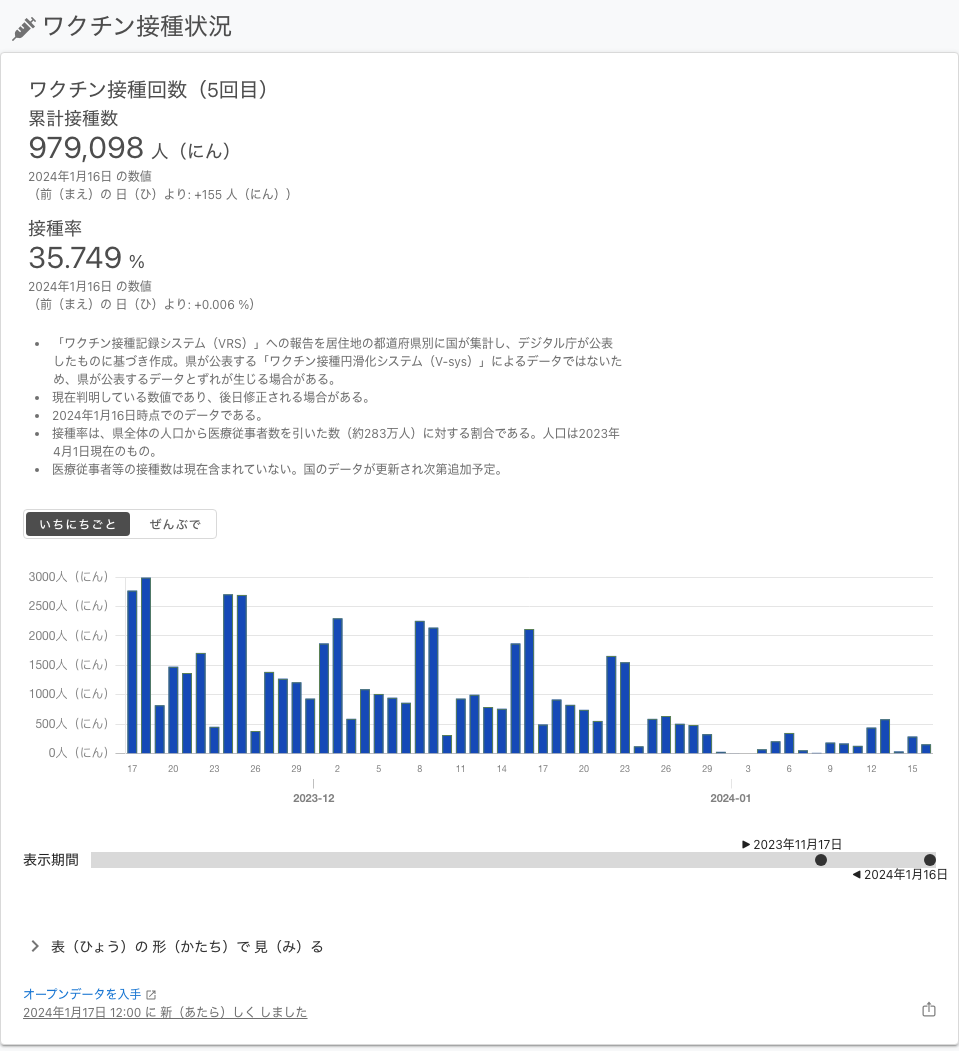 ワクチン接種状況
ワクチン接種回数（5回目）
累計接種数
979,098 人（にん）
2024年1月16日 の数値
（前（まえ）の 日（ひ）より: +155 人（にん））
接種率
35.749 %
2024年1月16日 の数値
（前（まえ）の 日（ひ）より: +0.006 %）
• 「ワクチン接種記録システム（VRS）」への報告を居住地の都道府県別に国が集計し、デジタル庁が公表
したものに基づき作成。県が公表する「ワクチン接種円滑化システム（V-sys）」によるデータではないた
め、県が公表するデータとずれが生じる場合がある。
• 現在判明している数値であり、後日修正される場合がある。
• 2024年1月16日時点でのデータである。
• 接種率は、県全体の人口から医療従事者数を引いた数（約283万人）に対する割合である。人口は2023年
4月1日現在のもの。
• 医療従事者等の接種数は現在含まれていない。国のデータが更新され次第追加予定。
いちにちごと ぜんぶで
3000人（にん）
2500人（にん）
2000人（にん）
1500人（にん）
1000人（にん）
500人（にん）
0人（にん）
17 20 23 26 29 2 5 8 11 14 17 20 23 26 29 3 6 9 12 15
2023-12 2024-01
▶ 2023年11月17日
表示期間
◀ 2024年1月16日
表（ひょう）の 形（かたち）で 見（み）る
オープンデータを入手
2024年1月17日 12:00 に 新（あたら）しく しました